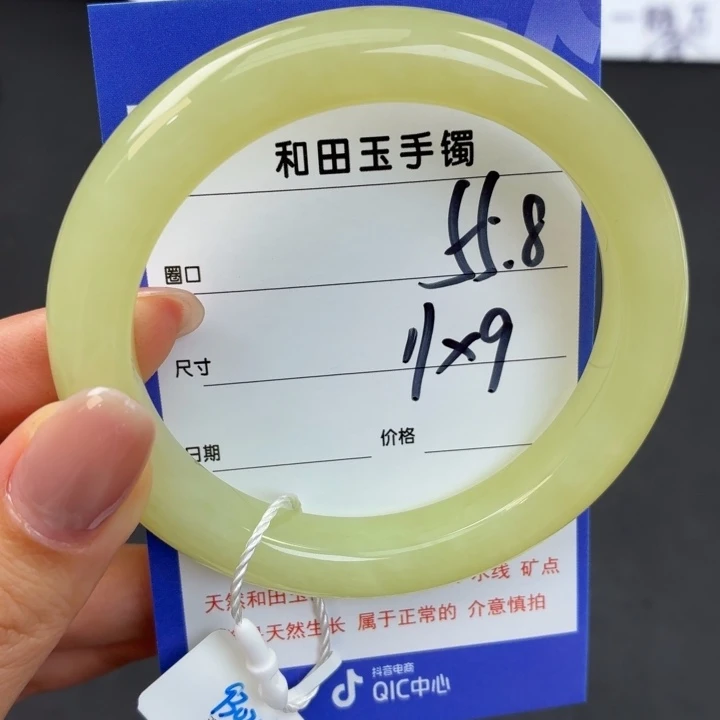 和田玉手镯
圈口 55.8
尺寸 11×9
日期 价格
水线 矿点
天然和田玉
天然生长 属于正常的 介意慎拍
抖音电商
QIC中心